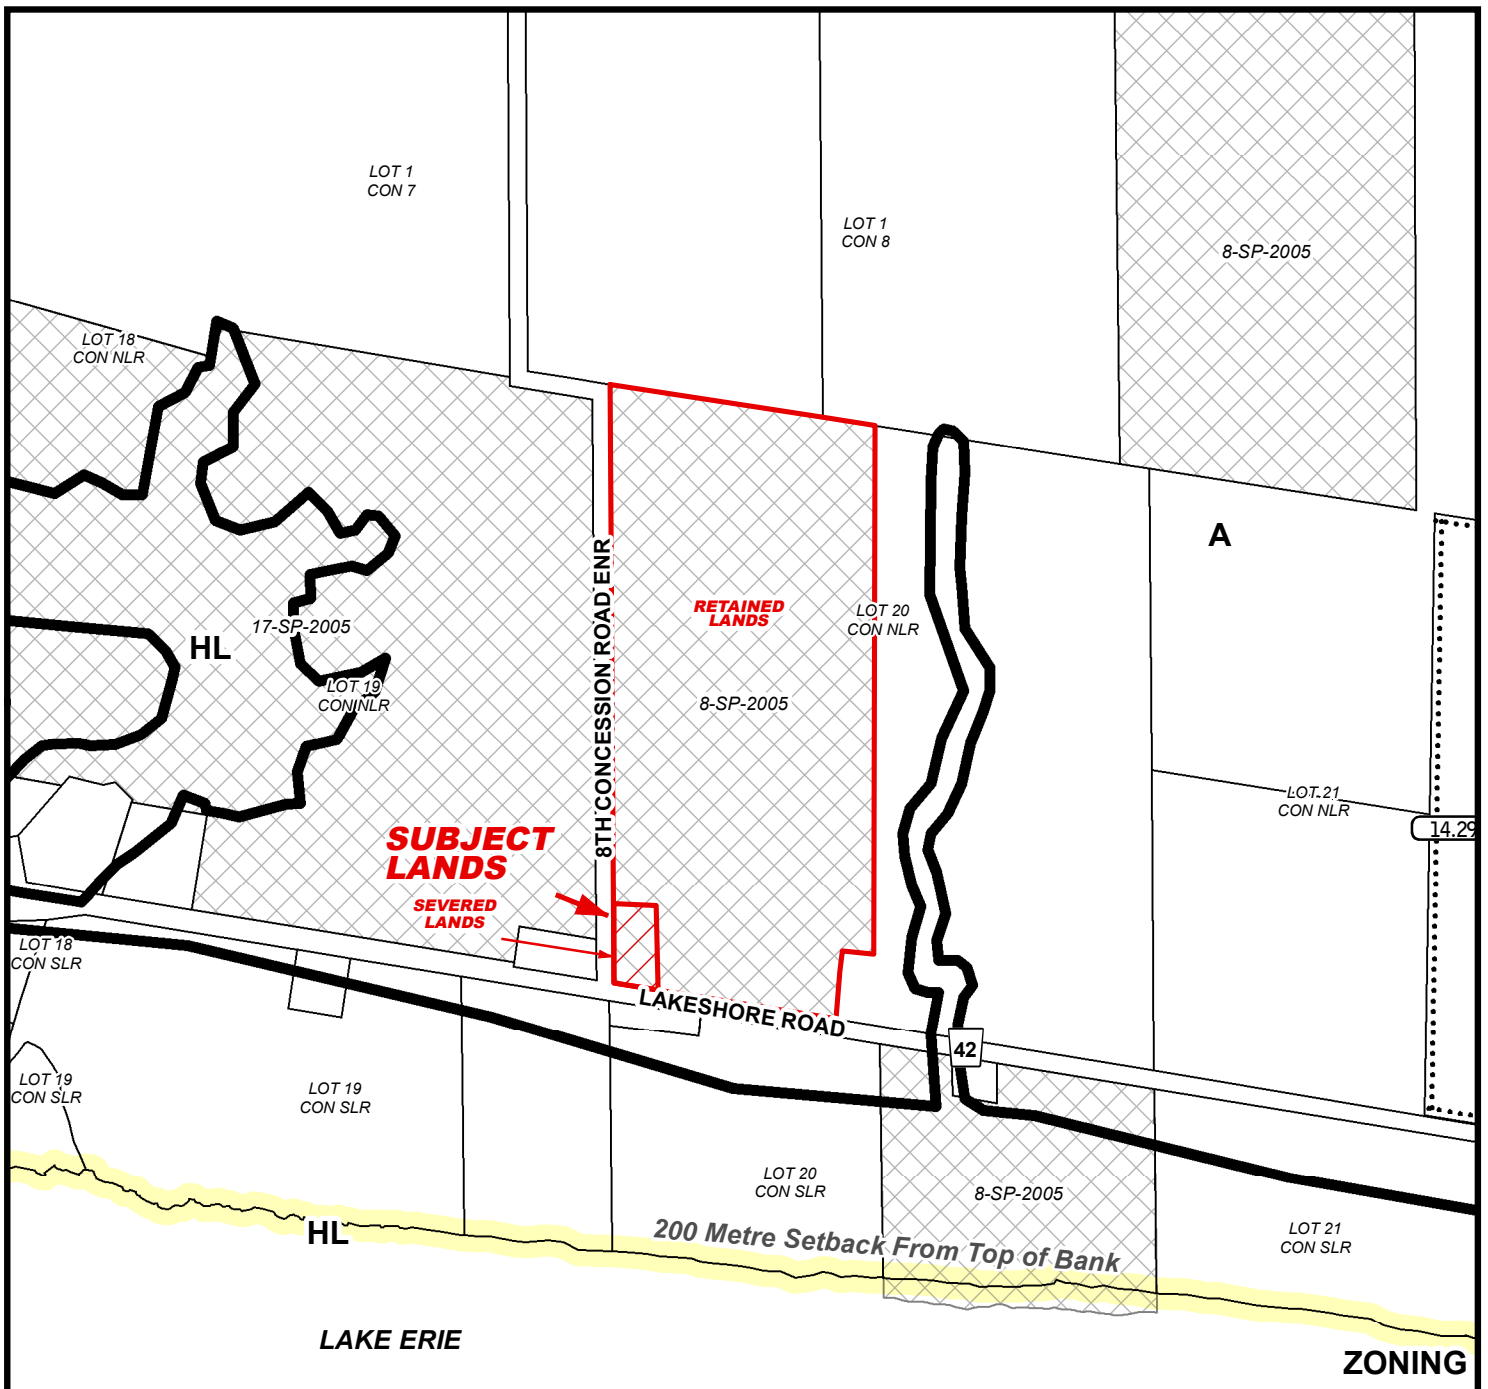 LOT 1
CON 7
LOT 1
CON 8
8-SP-2005
LOT 18
CON NLR
A
8TH CONCESSION ROAD ENR
RETAINED
LANDS
LOT 20
CON NLR
17-SP-2005
HL
LOT 19
CON NLR
8-SP-2005
LOT 21
CON NLR
14.29
SUBJECT
LANDS
SEVERED
LANDS
LOT 18
CON SLR
LAKESHORE ROAD
42
LOT 19
CON SLR
LOT 19
CON SLR
LOT 20
CON SLR
8-SP-2005
HL
200 Metre Setback From Top of Bank
LOT 21
CON SLR
LAKE ERIE
ZONING